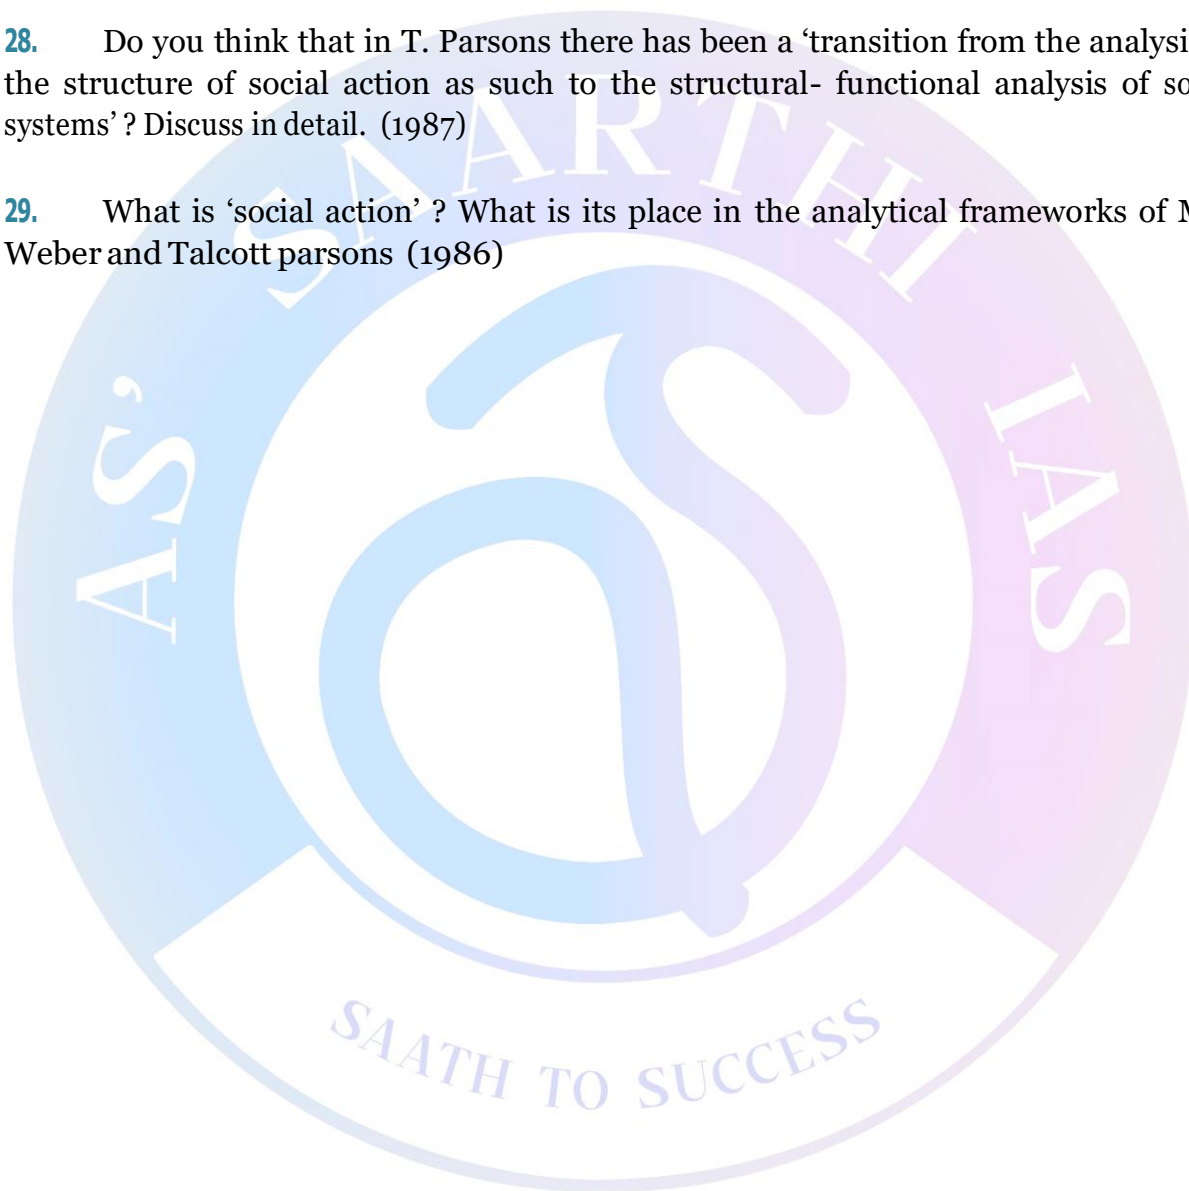 28. Do you think that in T. Parsons there has been a ‘transition from the analysi
the structure of social action as such to the structural- functional analysis of so
systems’ ? Discuss in detail. (1987)
29. What is ‘social action’ ? What is its place in the analytical frameworks of
Weber and Talcott parsons (1986)
AS’ SAARTHI IAS
SAATH TO SUCCESS